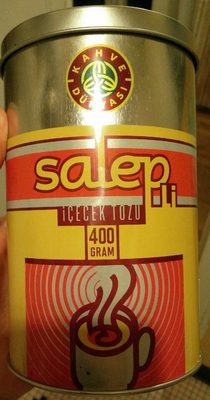 KAHVE DÜNYASI
salep
li
İÇECEK TOZU
400
GRAM